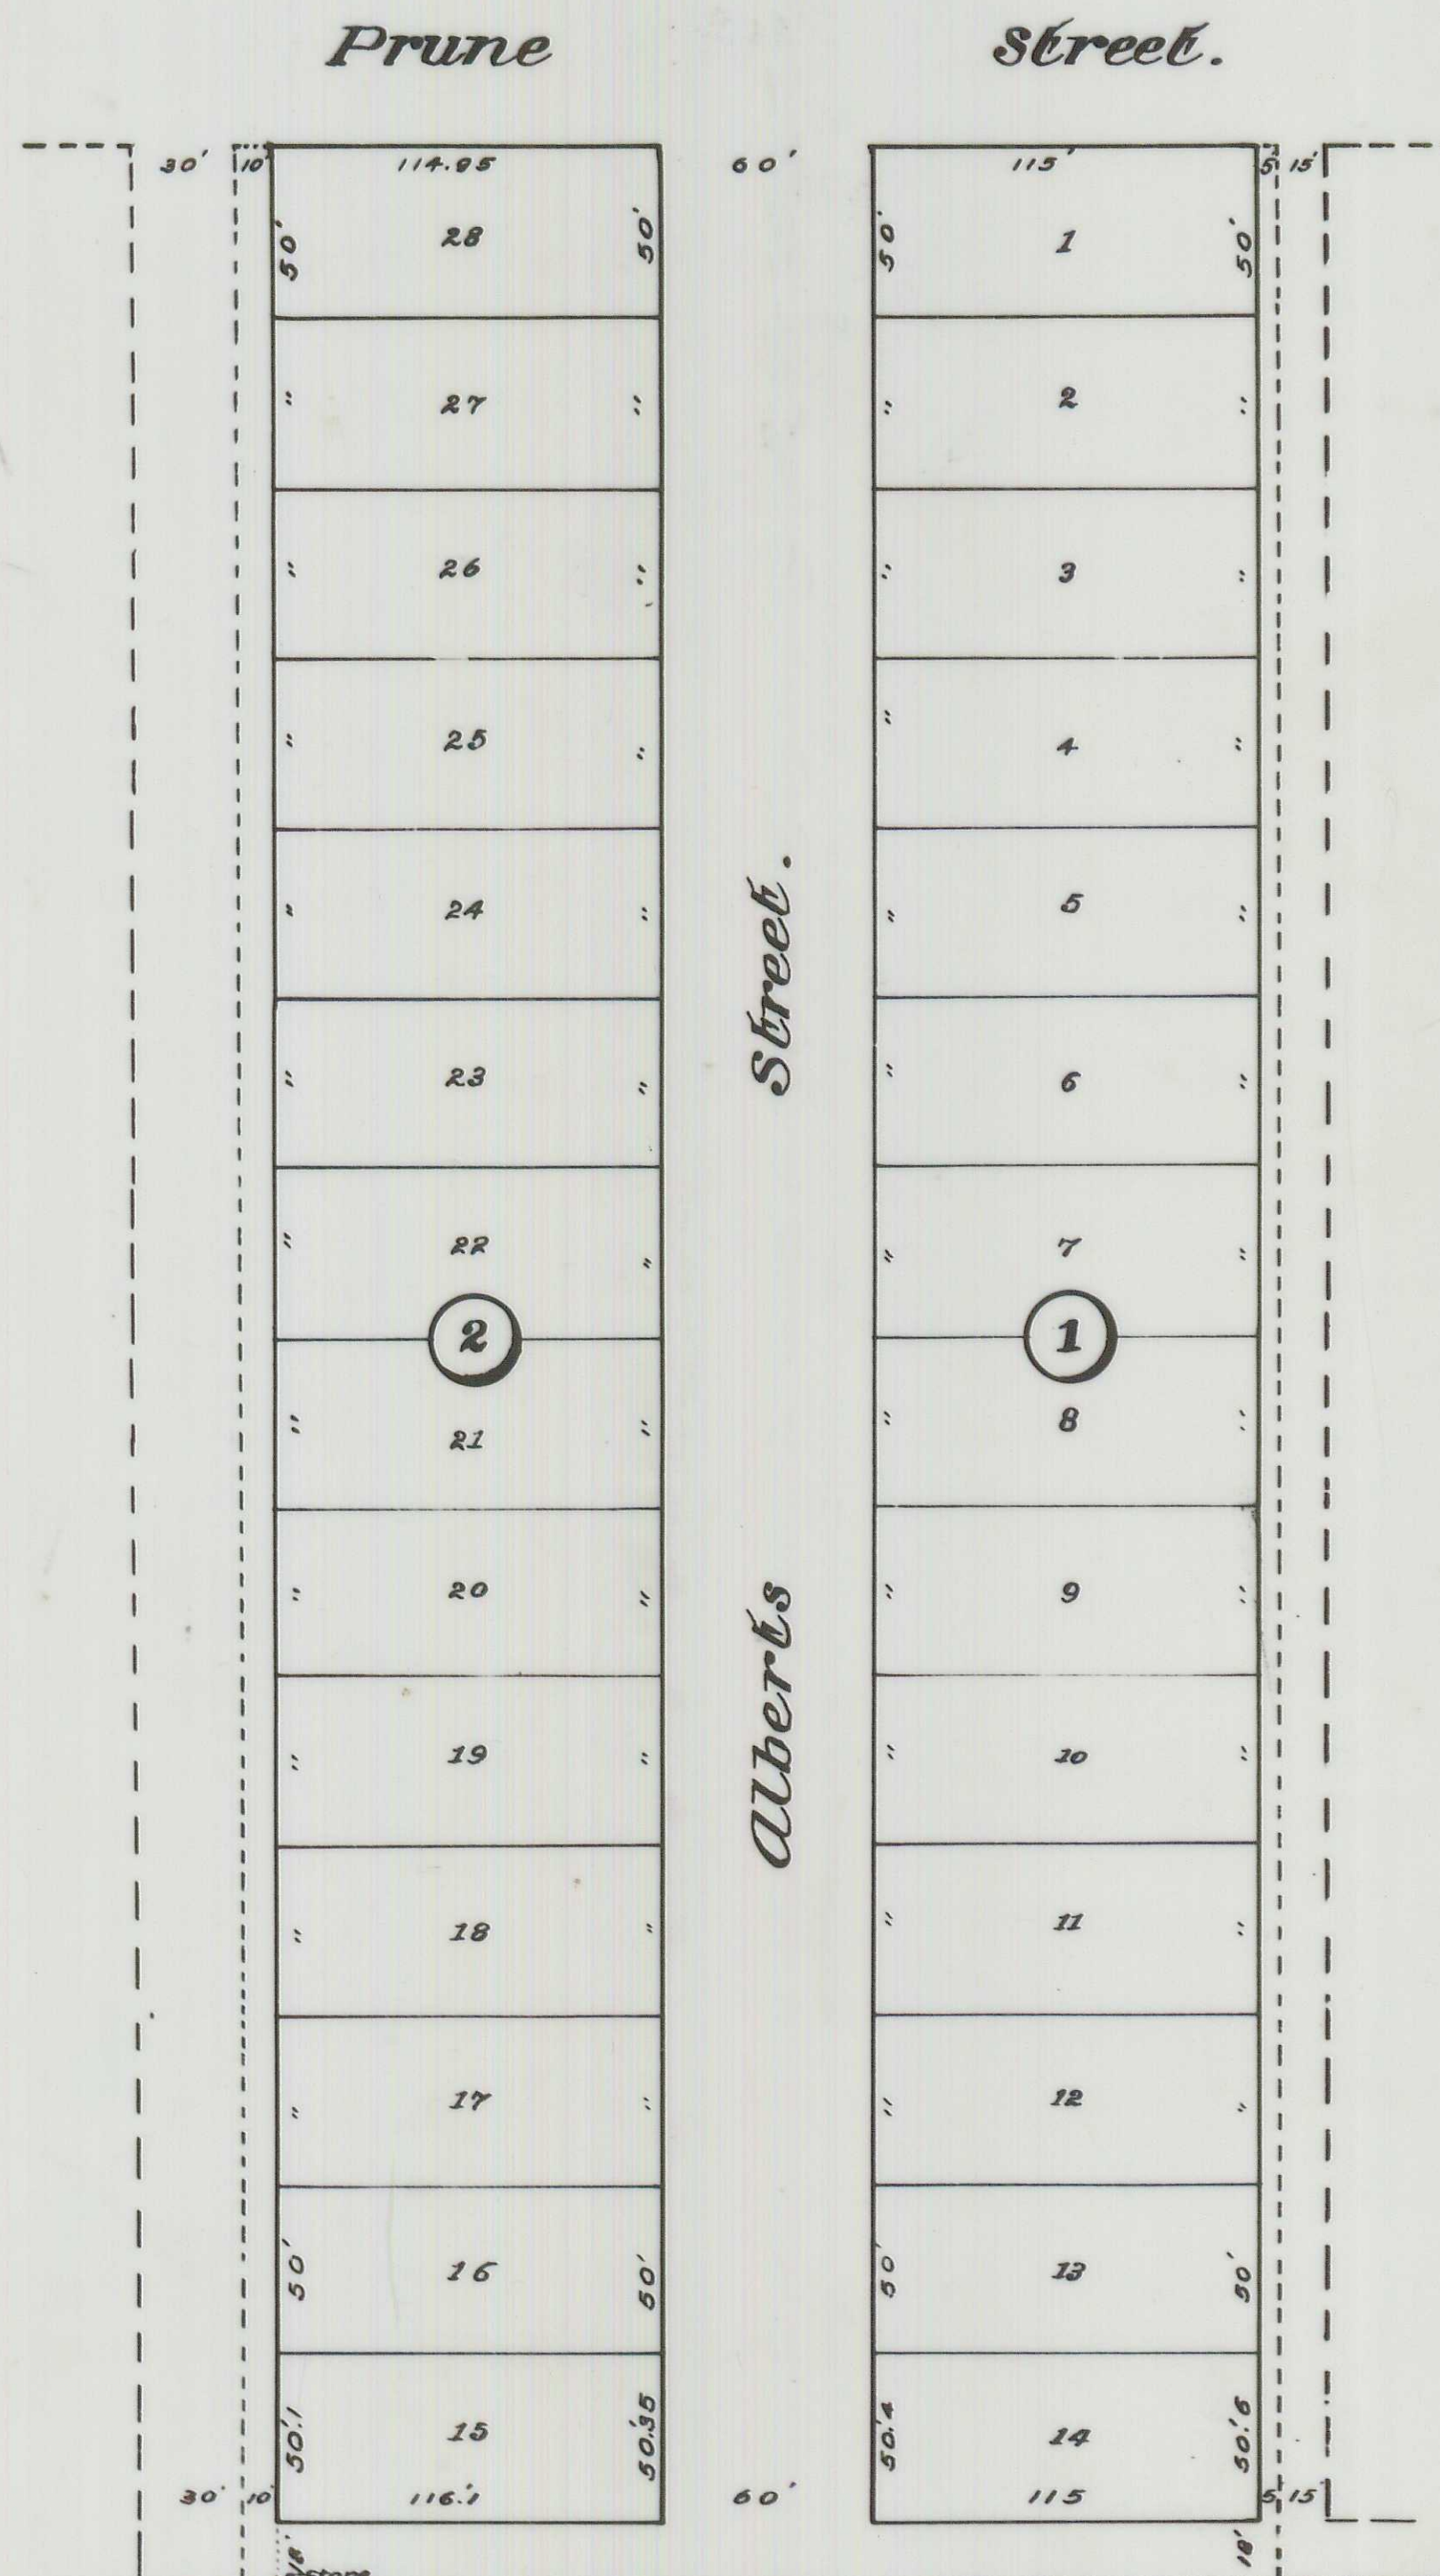 Prune Street.
30' 10' 114.95 60' 115' 5' 15'
50' 28 50' 50' 1 50'
" 27 " " 2 "
" 26 " " 3 "
" 25 " " 4 "
" 24 " " 5 "
" 23 " " 6 "
" 22 " " 7 "
2 1
" 21 " " 8 "
" 20 " " 9 "
" 19 " " 10 "
" 18 " " 11 "
" 17 " " 12 "
50' 16 50' 50' 13 50'
50.'1 15 50.'35 50.'4 14 50.'6
30' 10' 116.'1 60' 115 5' 15'
18' 18'
Alberts Street.